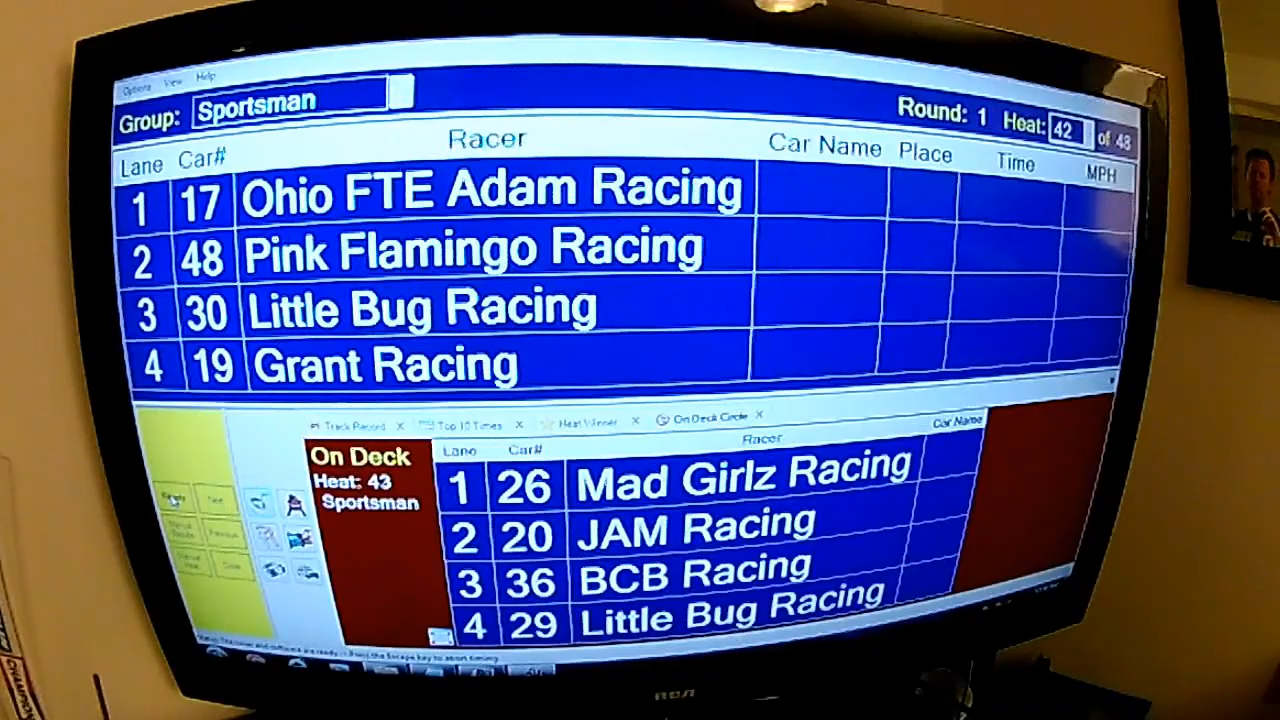 Options View Help
Group: Sportsman Round: 1 Heat: 42 of 48
Lane Car# Racer Car Name Place Time MPH
1 17 Ohio FTE Adam Racing
2 48 Pink Flamingo Racing
3 30 Little Bug Racing
4 19 Grant Racing
Track Record x Top 10 Times x Heat Winner x On Deck Circle x
On Deck
Heat: 43
Sportsman
Lane Car# Racer Car Name
1 26 Mad Girlz Racing
2 20 JAM Racing
3 36 BCB Racing
4 29 Little Bug Racing
RCA